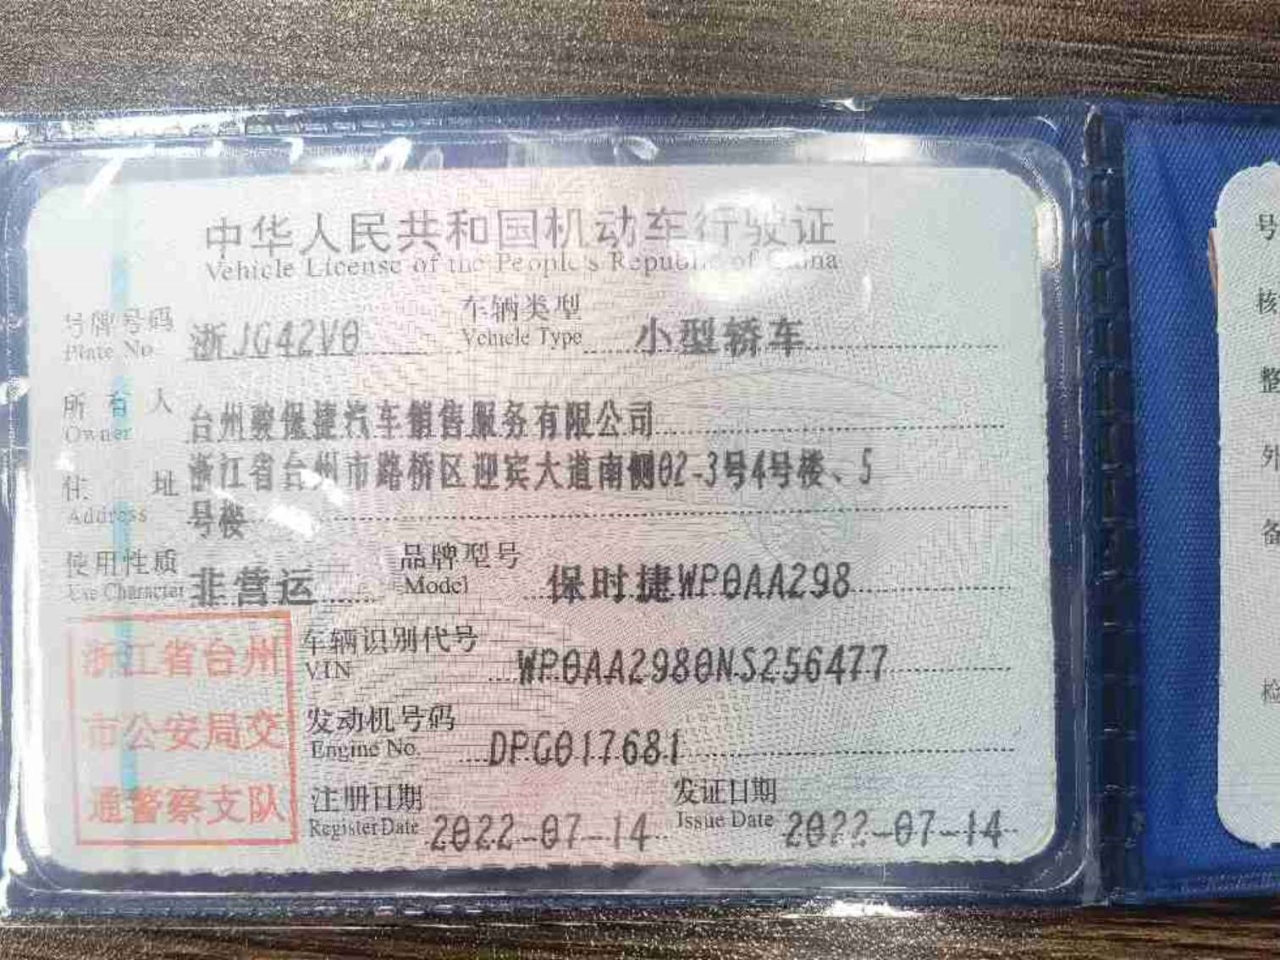 中华人民共和国机动车行驶证
Vehicle License of the People's Republic of China
号牌号码 浙JG42V0 车辆类型 小型轿车
Plate No. Vehicle Type
所有人 台州骏保捷汽车销售服务有限公司
Owner
住址 浙江省台州市路桥区迎宾大道南侧02-3号4号楼、5
Address 号楼
使用性质 非营运 品牌型号 保时捷WP0AA298
Use Character Model
浙江省台州
市公安局交
通警察支队
车辆识别代号 WP0AA2980NS256477
VIN
发动机号码 DPG017681
Engine No.
注册日期 2022-07-14 发证日期 2022-07-14
Register Date Issue Date
号
核
整
外
备
检